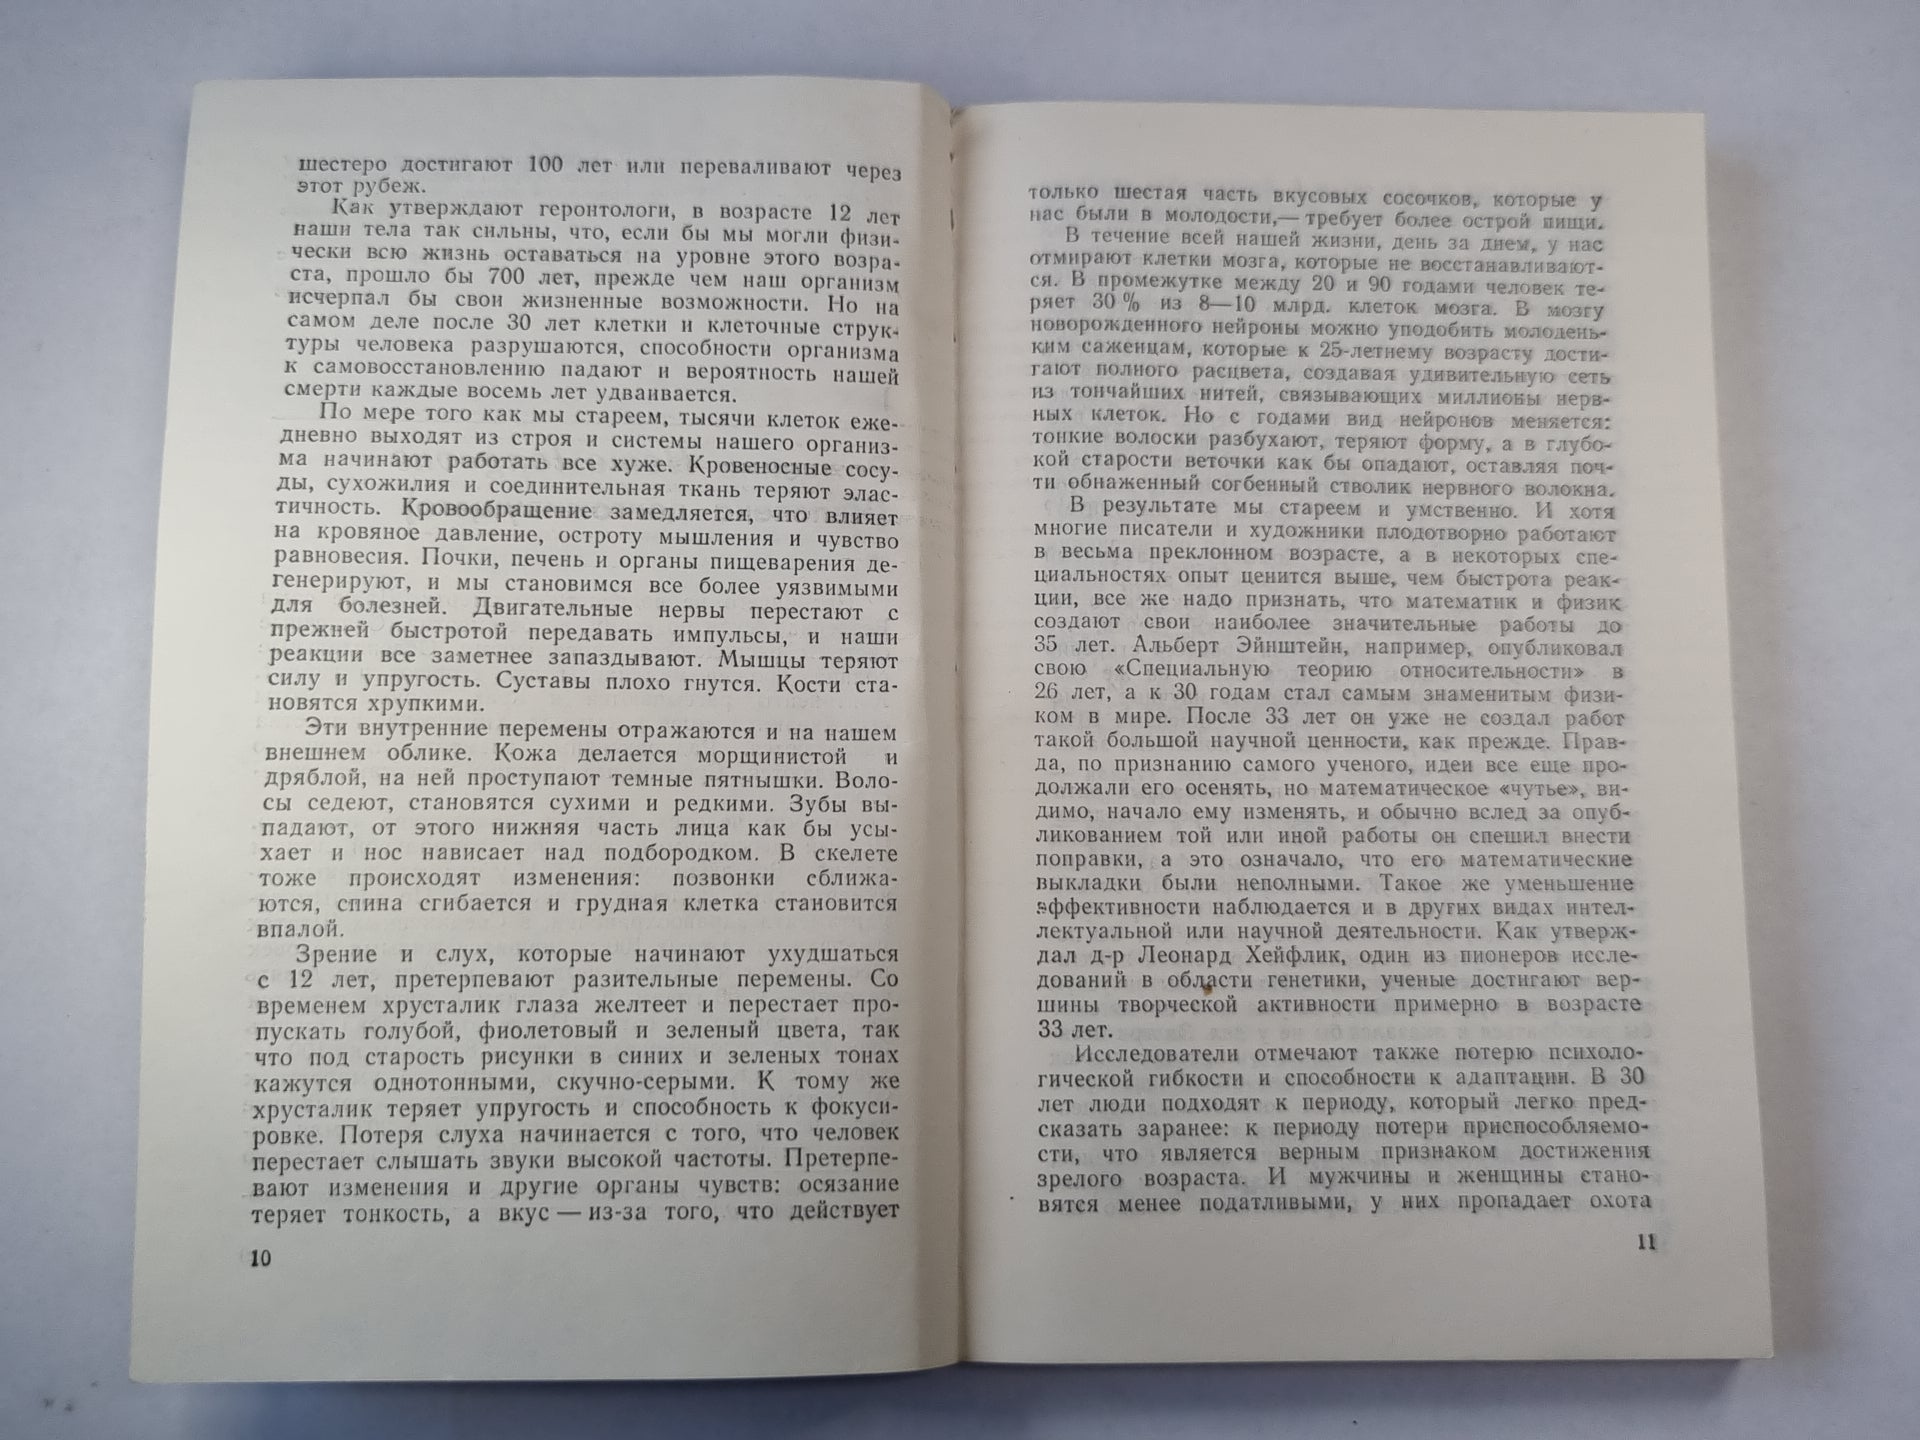 шестеро достигают 100 лет или переваливают через
этот рубеж.
Как утверждают геронтологи, в возрасте 12 лет
наши тела так сильны, что, если бы мы могли физи-
чески всю жизнь оставаться на уровне этого возра-
ста, прошло бы 700 лет, прежде чем наш организм
исчерпал бы свои жизненные возможности. Но на
самом деле после 30 лет клетки и клеточные струк-
туры человека разрушаются, способности организма
к самовосстановлению падают и вероятность нашей
смерти каждые восемь лет удваивается.
По мере того как мы стареем, тысячи клеток еже-
дневно выходят из строя и системы нашего организ-
ма начинают работать все хуже. Кровеносные сосу-
ды, сухожилия и соединительная ткань теряют элас-
тичность. Кровообращение замедляется, что влияет
на кровяное давление, остроту мышления и чувство
равновесия. Почки, печень и органы пищеварения де-
генерируют, и мы становимся все более уязвимыми
для болезней. Двигательные нервы перестают с
прежней быстротой передавать импульсы, и наши
реакции все заметнее запаздывают. Мышцы теряют
силу и упругость. Суставы плохо гнутся. Кости ста-
новятся хрупкими.
Эти внутренние перемены отражаются и на нашем
внешнем облике. Кожа делается морщинистой и
дряблой, на ней проступают темные пятнышки. Воло-
сы седеют, становятся сухими и редкими. Зубы вы-
падают, от этого нижняя часть лица как бы усы-
хает и нос нависает над подбородком. В скелете
тоже происходят изменения: позвонки сближа-
ются, спина сгибается и грудная клетка становится
впалой.
Зрение и слух, которые начинают ухудшаться
с 12 лет, претерпевают разительные перемены. Со
временем хрусталик глаза желтеет и перестает про-
пускать голубой, фиолетовый и зеленый цвета, так
что под старость рисунки в синих и зеленых тонах
кажутся однотонными, скучно-серыми. К тому же
хрусталик теряет упругость и способность к фокуси-
ровке. Потеря слуха начинается с того, что человек
перестает слышать звуки высокой частоты. Претерпе-
вают изменения и другие органы чувств: осязание
теряет тонкость, а вкус — из-за того, что действует
10
только шестая часть вкусовых сосочков, которые у
нас были в молодости,— требует более острой пищи.
В течение всей нашей жизни, день за днем, у нас
отмирают клетки мозга, которые не восстанавливают-
ся. В промежутке между 20 и 90 годами человек те-
ряет 30 % из 8—10 млрд. клеток мозга. В мозгу
новорожденного нейроны можно уподобить молодень-
ким саженцам, которые к 25-летнему возрасту дости-
гают полного расцвета, создавая удивительную сеть
из тончайших нитей, связывающих миллионы нерв-
ных клеток. Но с годами вид нейронов меняется:
тонкие волоски разбухают, теряют форму, а в глубо-
кой старости веточки как бы опадают, оставляя поч-
ти обнаженный согбенный стволик нервного волокна.
В результате мы стареем и умственно. И хотя
многие писатели и художники плодотворно работают
в весьма преклонном возрасте, а в некоторых спе-
циальностях опыт ценится выше, чем быстрота реак-
ции, все же надо признать, что математик и физик
создают свои наиболее значительные работы до
35 лет. Альберт Эйнштейн, например, опубликовал
свою «Специальную теорию относительности» в
26 лет, а к 30 годам стал самым знаменитым физи-
ком в мире. После 33 лет он уже не создал работ
такой большой научной ценности, как прежде. Прав-
да, по признанию самого ученого, идеи все еще про-
должали его осенять, но математическое «чутье», ви-
димо, начало ему изменять, и обычно вслед за опуб-
ликованием той или иной работы он спешил внести
поправки, а это означало, что его математические
выкладки были неполными. Такое же уменьшение
эффективности наблюдается и в других видах интел-
лектуальной или научной деятельности. Как утверж-
дал д-р Леонард Хейфлик, один из пионеров иссле-
дований в области генетики, ученые достигают вер-
шины творческой активности примерно в возрасте
33 лет.
Исследователи отмечают также потерю психоло-
гической гибкости и способности к адаптации. В 30
лет люди подходят к периоду, который легко пред-
сказать заранее: к периоду потери приспособляемо-
сти, что является верным признаком достижения
зрелого возраста. И мужчины и женщины стано-
вятся менее податливыми, у них пропадает охота
11